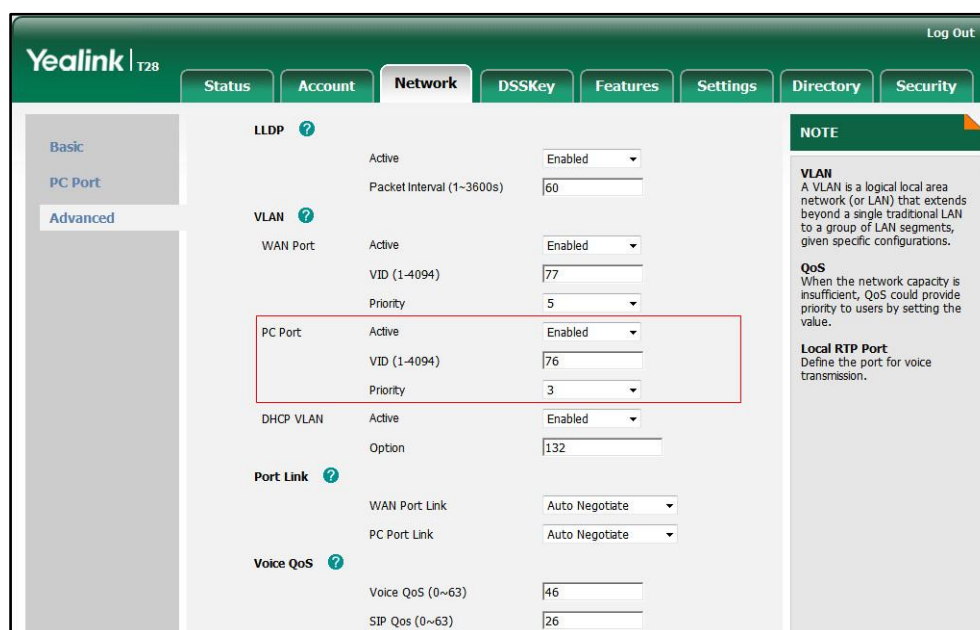 Log Out
Yealink T28
Status Account Network DSSKey Features Settings Directory Security
Basic
PC Port
Advanced
LLDP ?
Active Enabled
Packet Interval (1~3600s) 60
VLAN ?
WAN Port Active Enabled
VID (1-4094) 77
Priority 5
PC Port Active Enabled
VID (1-4094) 76
Priority 3
DHCP VLAN Active Enabled
Option 132
Port Link ?
WAN Port Link Auto Negotiate
PC Port Link Auto Negotiate
Voice QoS ?
Voice QoS (0~63) 46
SIP Qos (0~63) 26
NOTE
VLAN
A VLAN is a logical local area
network (or LAN) that extends
beyond a single traditional LAN
to a group of LAN segments,
given specific configurations.
QoS
When the network capacity is
insufficient, QoS could provide
priority to users by setting the
value.
Local RTP Port
Define the port for voice
transmission.